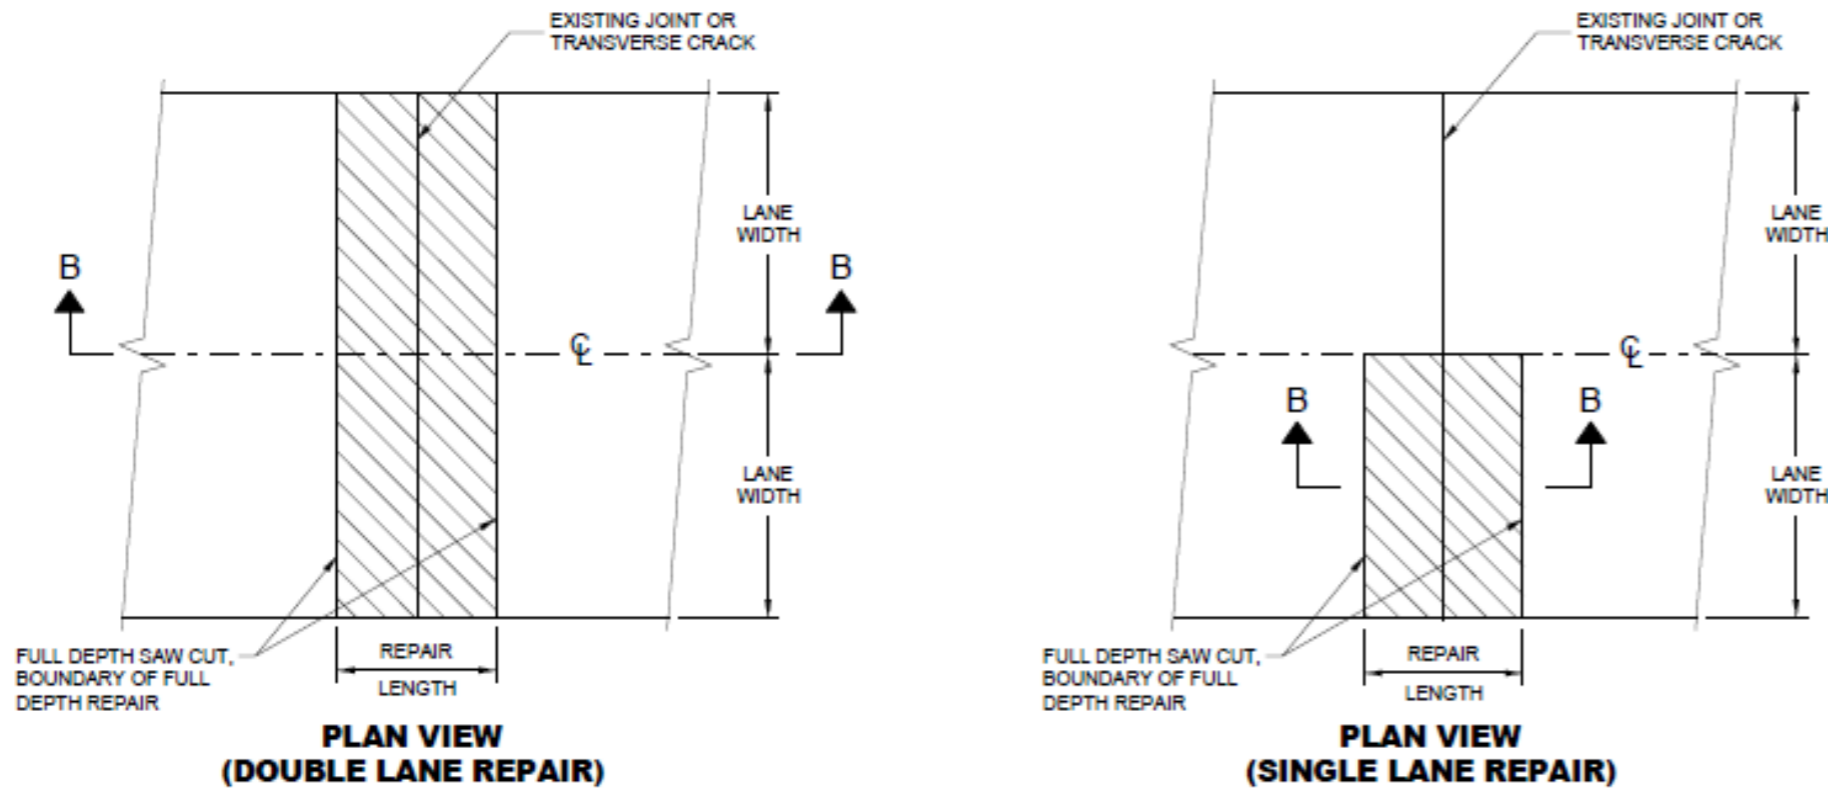 EXISTING JOINT OR
TRANSVERSE CRACK
LANE
WIDTH
B
B
℄
LANE
WIDTH
FULL DEPTH SAW CUT,
BOUNDARY OF FULL
DEPTH REPAIR
REPAIR
LENGTH
PLAN VIEW
(DOUBLE LANE REPAIR)
EXISTING JOINT OR
TRANSVERSE CRACK
LANE
WIDTH
℄
B
B
LANE
WIDTH
FULL DEPTH SAW CUT,
BOUNDARY OF FULL
DEPTH REPAIR
REPAIR
LENGTH
PLAN VIEW
(SINGLE LANE REPAIR)